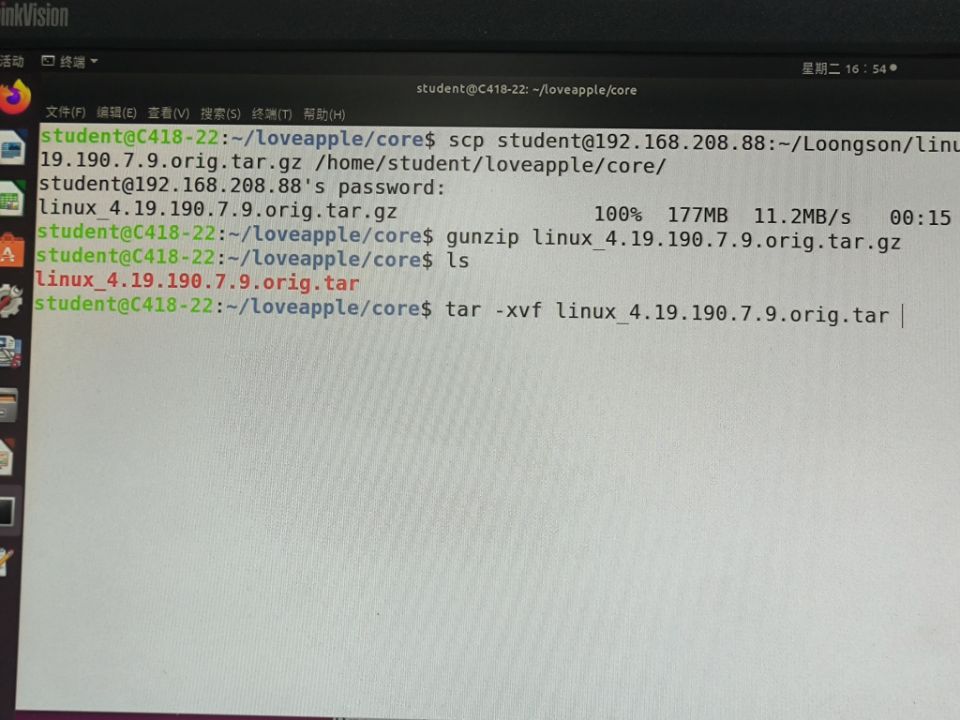 inkVision
活动 终端 星期二 16:54
student@C418-22: ~/loveapple/core
文件(F) 编辑(E) 查看(V) 搜索(S) 终端(T) 帮助(H)
student@C418-22:~/loveapple/core$ scp student@192.168.208.88:~/Loongson/linu
19.190.7.9.orig.tar.gz /home/student/loveapple/core/
student@192.168.208.88's password:
linux_4.19.190.7.9.orig.tar.gz 100% 177MB 11.2MB/s 00:15
student@C418-22:~/loveapple/core$ gunzip linux_4.19.190.7.9.orig.tar.gz
student@C418-22:~/loveapple/core$ ls
linux_4.19.190.7.9.orig.tar
student@C418-22:~/loveapple/core$ tar -xvf linux_4.19.190.7.9.orig.tar